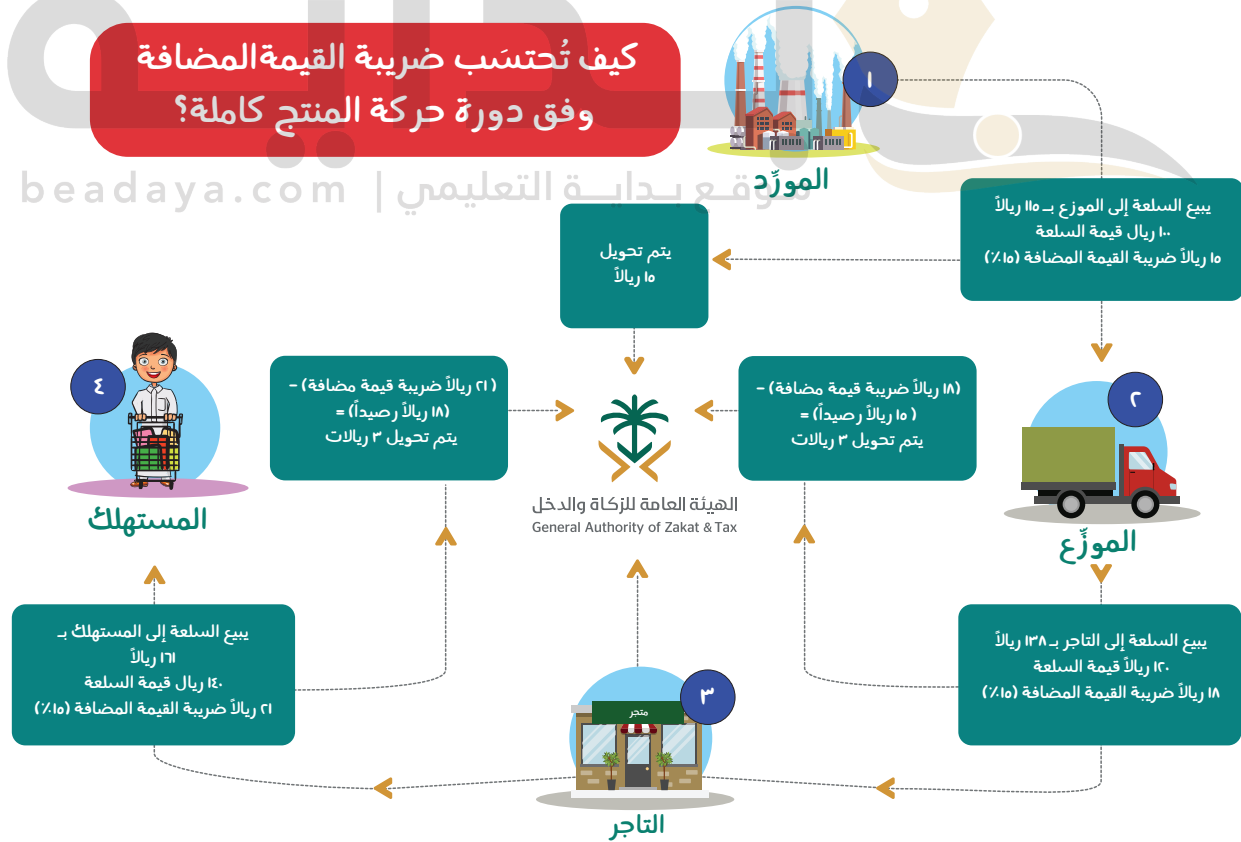 كيف تُحتسَب ضريبة القيمة المضافة
وفق دورة حركة المنتج كاملة؟
بداية
beadaya.com | موقع بداية التعليمي
١
المورِّد
يبيع السلعة إلى الموزع بـ ١١٥ ريالاً
١٠٠ ريال قيمة السلعة
١٥ ريالاً ضريبة القيمة المضافة (١٥٪)
يتم تحويل
١٥ ريالاً
٢
الموزِّع
(١٨ ريالاً ضريبة قيمة مضافة) -
( ١٥ ريالاً رصيداً) =
يتم تحويل ٣ ريالات
الهيئة العامة للزكاة والدخل
General Authority of Zakat & Tax
( ٢١ ريالاً ضريبة قيمة مضافة) -
(١٨ ريالاً رصيداً) =
يتم تحويل ٣ ريالات
٤
المستهلك
يبيع السلعة إلى التاجر بـ ١٣٨ ريالاً
١٢٠ ريالاً قيمة السلعة
١٨ ريالاً ضريبة القيمة المضافة (١٥٪)
٣
متجر
التاجر
يبيع السلعة إلى المستهلك بـ
١٦١ ريالاً
١٤٠ ريال قيمة السلعة
٢١ ريالاً ضريبة القيمة المضافة (١٥٪)